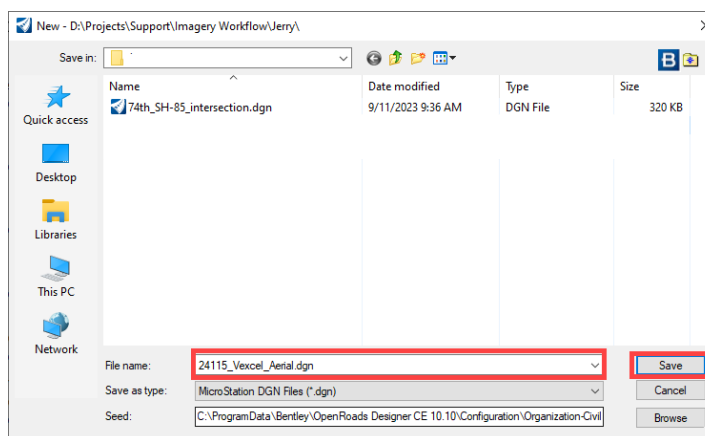 New - D:\Projects\Support\Imagery Workflow\Jerry\
Save in:
B
Name Date modified Type Size
74th_SH-85_intersection.dgn 9/11/2023 9:36 AM DGN File 320 KB
Quick access
Desktop
Libraries
This PC
Network
File name: 24115_Vexcel_Aerial.dgn Save
Save as type: MicroStation DGN Files (*.dgn) Cancel
Seed: C:\ProgramData\Bentley\OpenRoads Designer CE 10.10\Configuration\Organization-Civil Browse